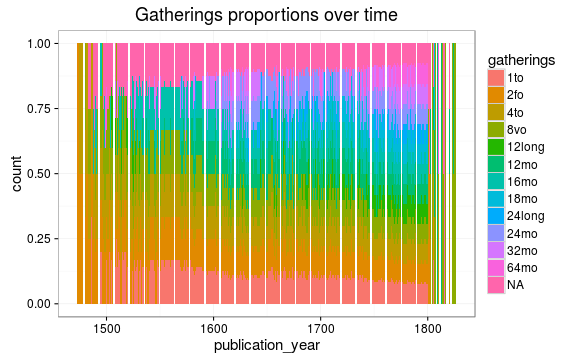 Gatherings proportions over time
1.00
0.75
0.50
0.25
0.00
count
1500
1600
1700
1800
publication_year
gatherings
1to
2fo
4to
8vo
12long
12mo
16mo
18mo
24long
24mo
32mo
64mo
NA